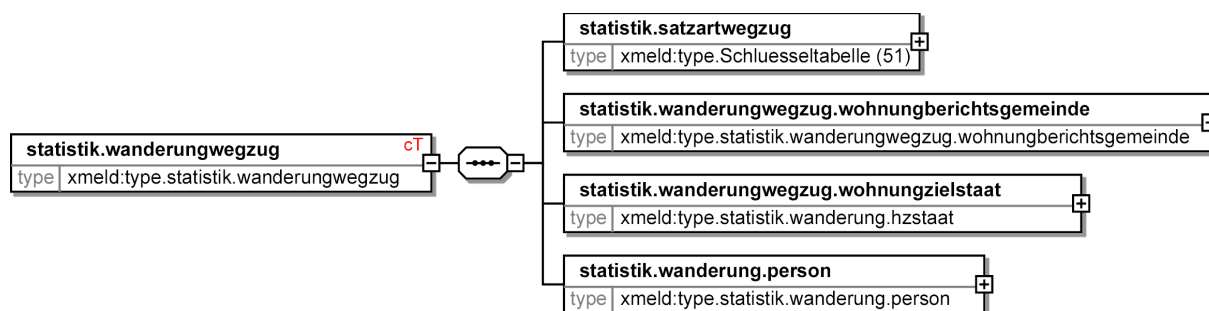 statistik.wanderungwegzug
cT
type xmeld:type.statistik.wanderungwegzug
statistik.satzartwegzug
type xmeld:type.Schluesseltabelle (51)
statistik.wanderungwegzug.wohnungberichtsgemeinde
type xmeld:type.statistik.wanderungwegzug.wohnungberichtsgemeinde
statistik.wanderungwegzug.wohnungzielstaat
type xmeld:type.statistik.wanderung.hzstaat
statistik.wanderung.person
type xmeld:type.statistik.wanderung.person